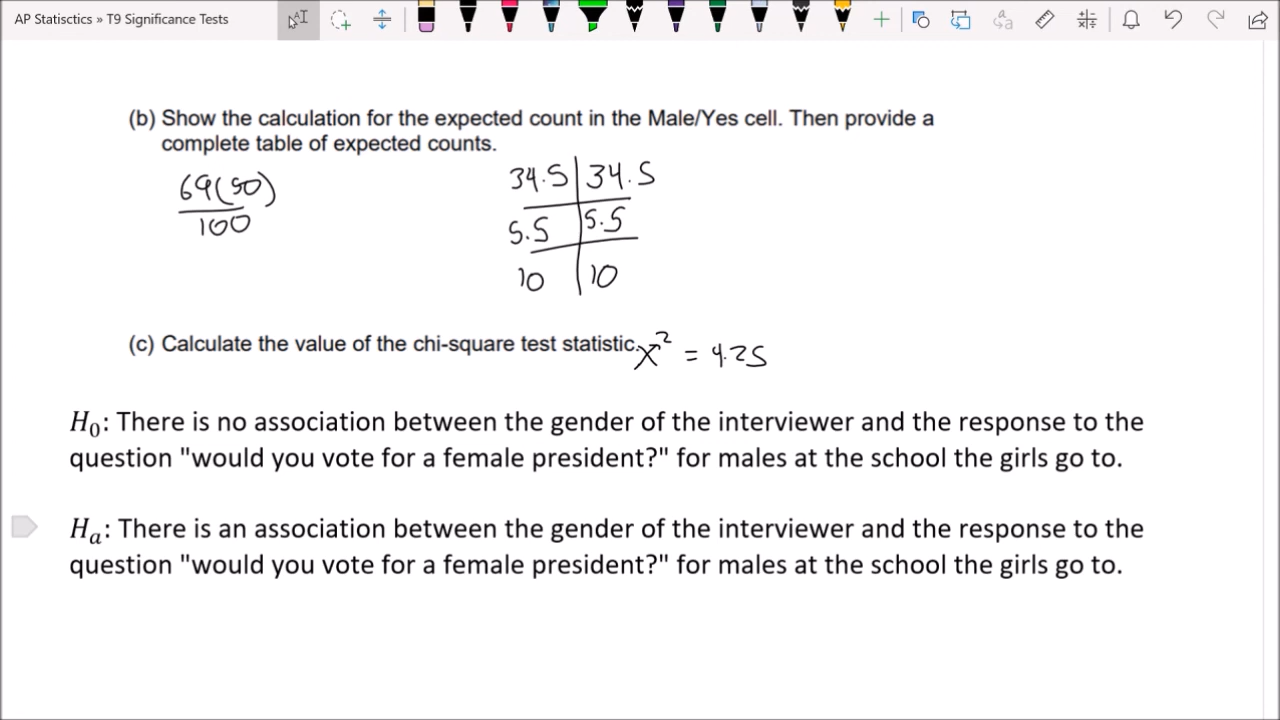 AP Statisctics » T9 Significance Tests
(b) Show the calculation for the expected count in the Male/Yes cell. Then provide a
complete table of expected counts.
69(50)
100
34.5 34.5
5.5 5.5
10 10
(c) Calculate the value of the chi-square test statistic. X² = 4.25
H₀: There is no association between the gender of the interviewer and the response to the
question "would you vote for a female president?" for males at the school the girls go to.
Hₐ: There is an association between the gender of the interviewer and the response to the
question "would you vote for a female president?" for males at the school the girls go to.